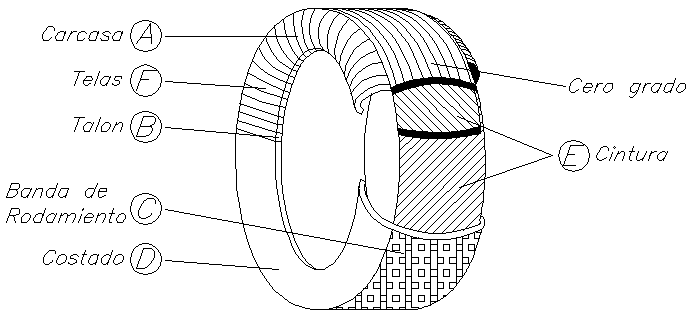 Carcasa A
Telas F
Talon B
Banda de
Rodamiento C
Costado D
Cero grado
E Cintura